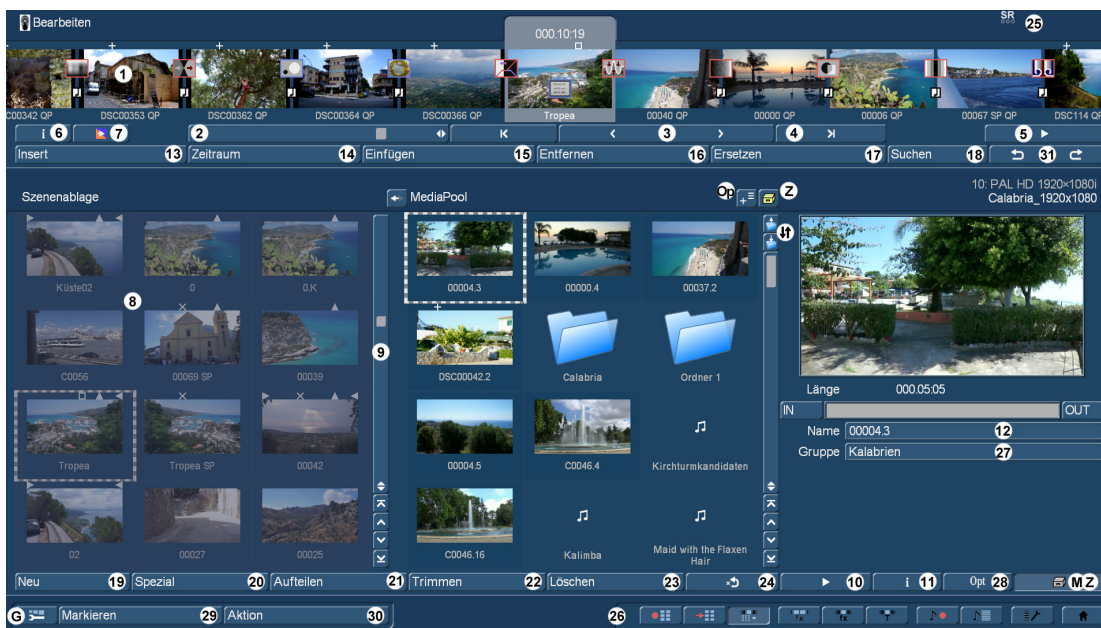 Bearbeiten
000.10:19
SR
25
1
C00342 QP DSC00353 QP DSC00362 QP DSC00364 QP DSC00366 QP Tropea 00040 QP 00000 QP 00006 QP 00067 SP QP DSC114 QP
i 6 7 2 3 4 5
Insert 13 Zeitraum 14 Einfügen 15 Entfernen 16 Ersetzen 17 Suchen 18 31
10: PAL HD 1920×1080i
Calabria_1920x1080
Szenenablage MediaPool Op Z
Küste02 0 0.K 00004.3 00000.4 00037.2
8
9
C0056 00069 SP 00039 DSC00042.2 Calabria Ordner 1
Länge 000.05:05
IN OUT
Name 00004.3 12
Gruppe Kalabrien 27
Tropea Tropea SP 00042 00004.5 C0046.4 Kirchturmkandidaten
02 00027 00025 C0046.16 Kalimba Maid with the Flaxen
Hair
Neu 19 Spezial 20 Aufteilen 21 Trimmen 22 Löschen 23 24 10 i 11 Opt 28 M Z
G Markieren 29 Aktion 30 26